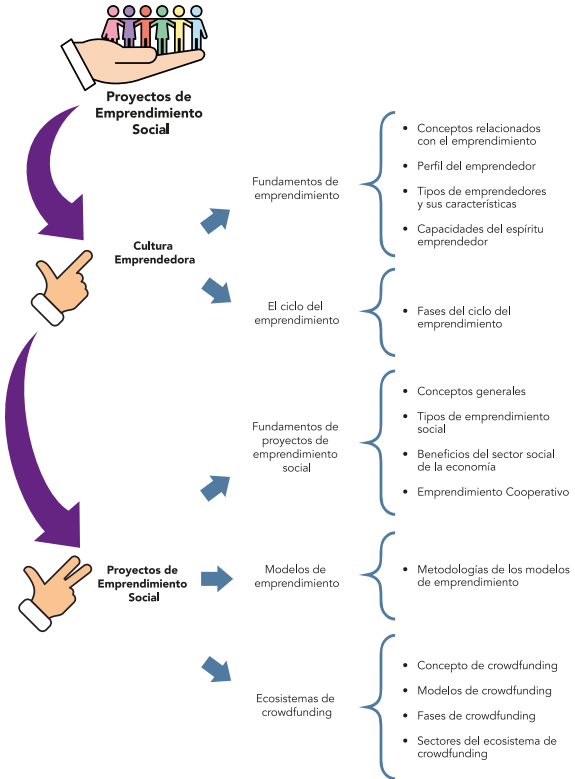 Proyectos de
Emprendimiento
Social
Cultura
Emprendedora
Fundamentos de
emprendimiento
• Conceptos relacionados
con el emprendimiento
• Perfil del emprendedor
• Tipos de emprendedores
y sus características
• Capacidades del espíritu
emprendedor
El ciclo del
emprendimiento
• Fases del ciclo del
emprendimiento
Proyectos de
Emprendimiento
Social
Fundamentos de
proyectos de
emprendimiento
social
• Conceptos generales
• Tipos de emprendimiento
social
• Beneficios del sector social
de la economía
• Emprendimiento Cooperativo
Modelos de
emprendimiento
• Metodologías de los modelos
de emprendimiento
Ecosistemas de
crowdfunding
• Concepto de crowdfunding
• Modelos de crowdfunding
• Fases de crowdfunding
• Sectores del ecosistema de
crowdfunding